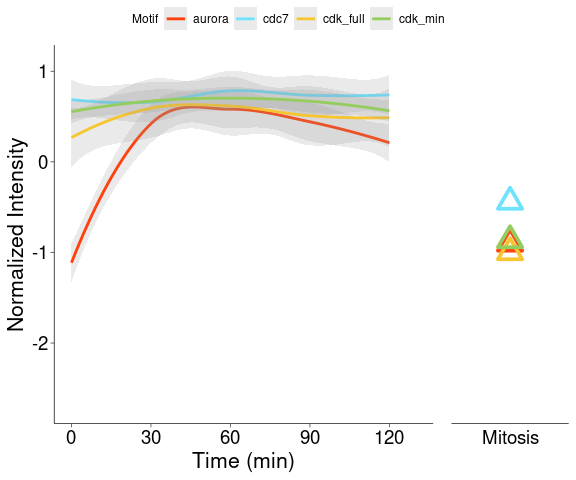 Motif aurora cdc7 cdk_full cdk_min
Normalized Intensity
1
0
-1
-2
0 30 60 90 120 Mitosis
Time (min)